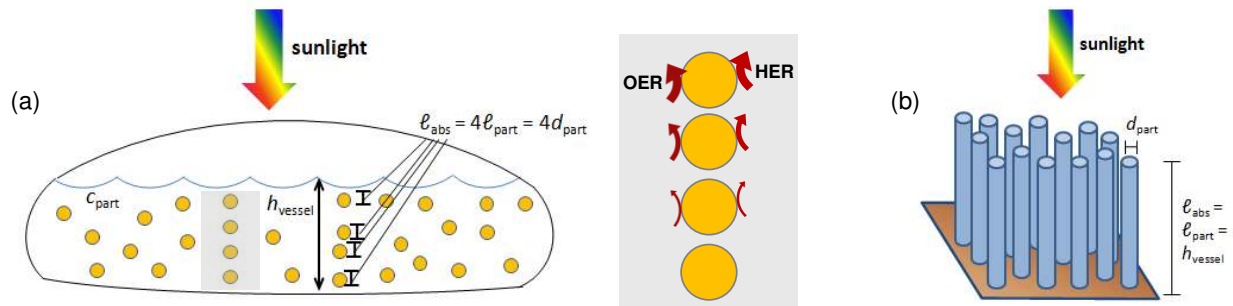 sunlight
(a)
ℓabs = 4ℓpart = 4dpart
cpart
hvessel
OER
HER
sunlight
(b)
dpart
ℓabs =
ℓpart =
hvessel